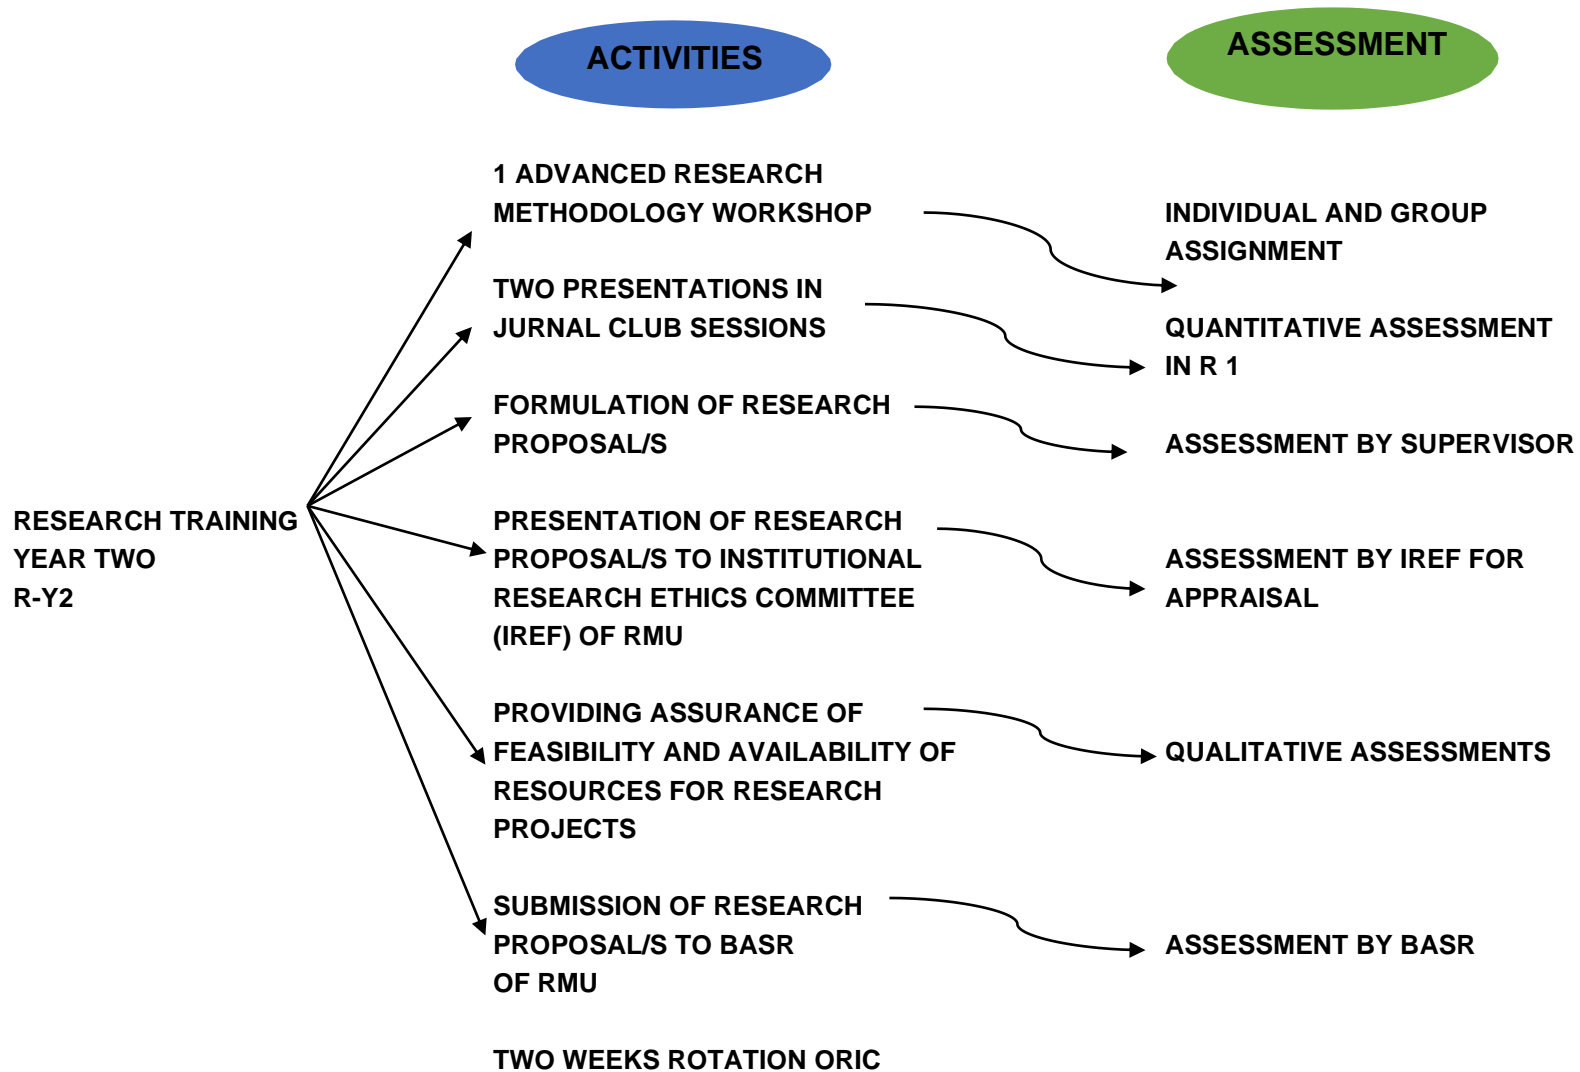 ACTIVITIES
ASSESSMENT
1 ADVANCED RESEARCH
METHODOLOGY WORKSHOP
INDIVIDUAL AND GROUP
ASSIGNMENT
TWO PRESENTATIONS IN
JURNAL CLUB SESSIONS
QUANTITATIVE ASSESSMENT
IN R 1
FORMULATION OF RESEARCH
PROPOSAL/S
ASSESSMENT BY SUPERVISOR
RESEARCH TRAINING
YEAR TWO
R-Y2
PRESENTATION OF RESEARCH
PROPOSAL/S TO INSTITUTIONAL
RESEARCH ETHICS COMMITTEE
(IREF) OF RMU
ASSESSMENT BY IREF FOR
APPRAISAL
PROVIDING ASSURANCE OF
FEASIBILITY AND AVAILABILITY OF
RESOURCES FOR RESEARCH
PROJECTS
QUALITATIVE ASSESSMENTS
SUBMISSION OF RESEARCH
PROPOSAL/S TO BASR
OF RMU
ASSESSMENT BY BASR
TWO WEEKS ROTATION ORIC